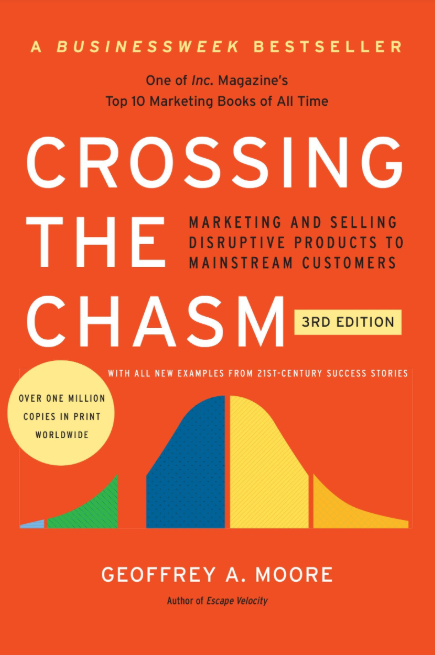 A BUSINESSWEEK BESTSELLER
One of Inc. Magazine's
Top 10 Marketing Books of All Time
CROSSING
THE
MARKETING AND SELLING
DISRUPTIVE PRODUCTS TO
MAINSTREAM CUSTOMERS
CHASM
3RD EDITION
WITH ALL NEW EXAMPLES FROM 21ST-CENTURY SUCCESS STORIES
OVER ONE MILLION
COPIES IN PRINT
WORLDWIDE
GEOFFREY A. MOORE
Author of Escape Velocity